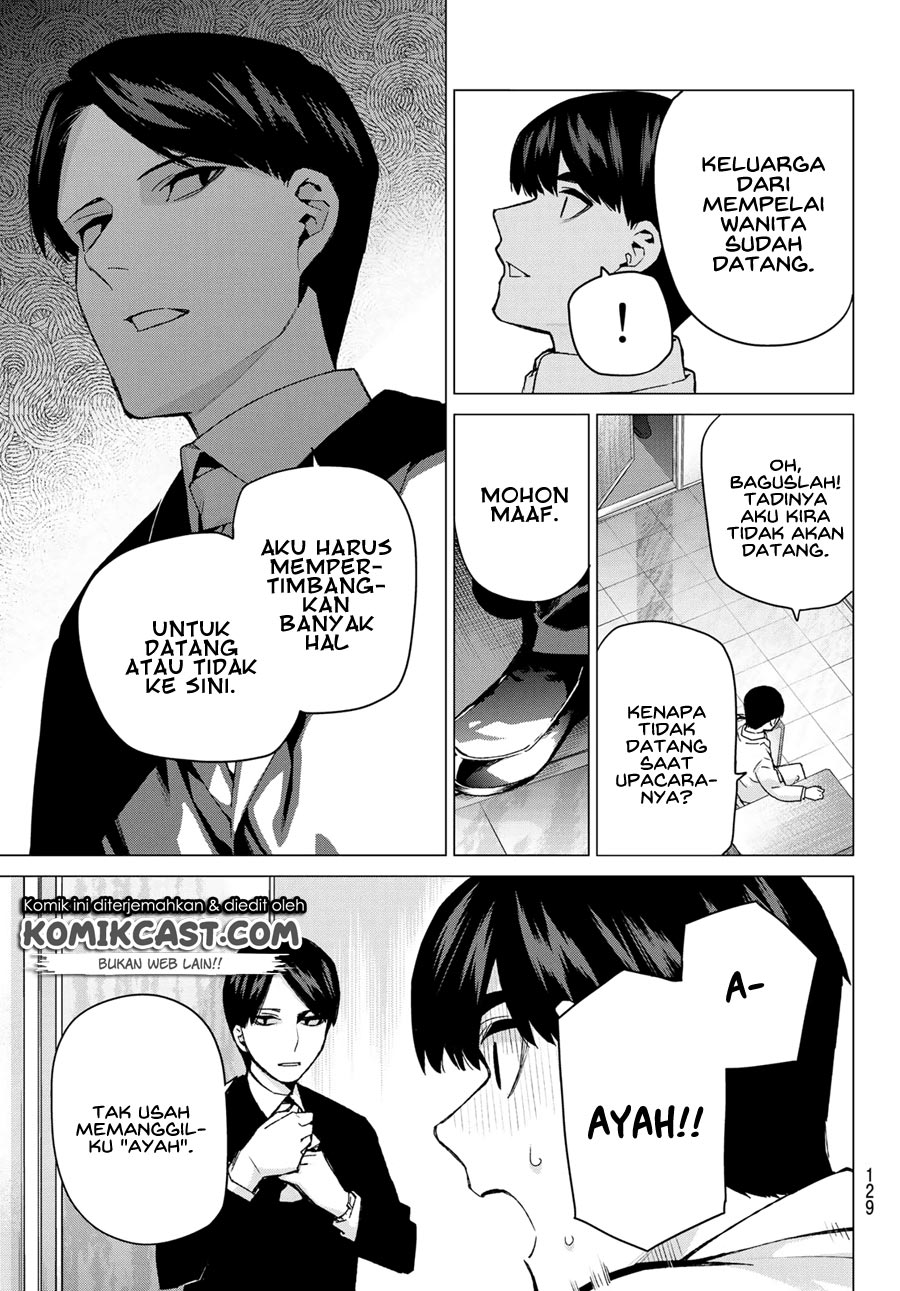 KELUARGA
DARI
MEMPELAI
WANITA
SUDAH
DATANG.
!
OH,
BAGUSLAH!
TADINYA
AKU KIRA
TIDAK AKAN
DATANG.
KENAPA
TIDAK
DATANG
SAAT
UPACARA-
NYA?
MOHON
MAAF.
AKU HARUS
MEMPER-
TIMBANG-
KAN
BANYAK
HAL
UNTUK
DATANG
ATAU TIDAK
KE SINI.
A-
AYAH!!
Komik ini diterjemahkan & diedit oleh
KOMIKCAST.COM
BUKAN WEB LAIN!!
TAK USAH
MEMANGGIL-
KU "AYAH".
129